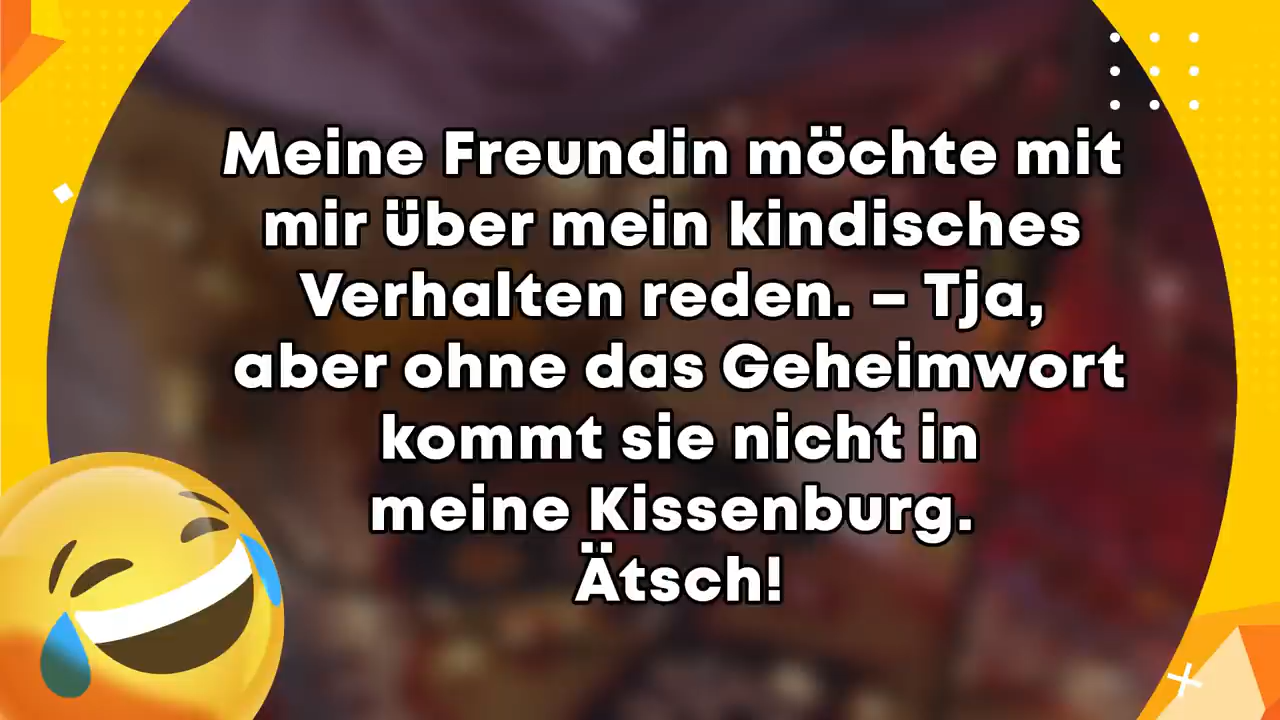 Meine Freundin möchte mit
mir über mein kindisches
Verhalten reden. – Tja,
aber ohne das Geheimwort
kommt sie nicht in
meine Kissenburg.
Ätsch!